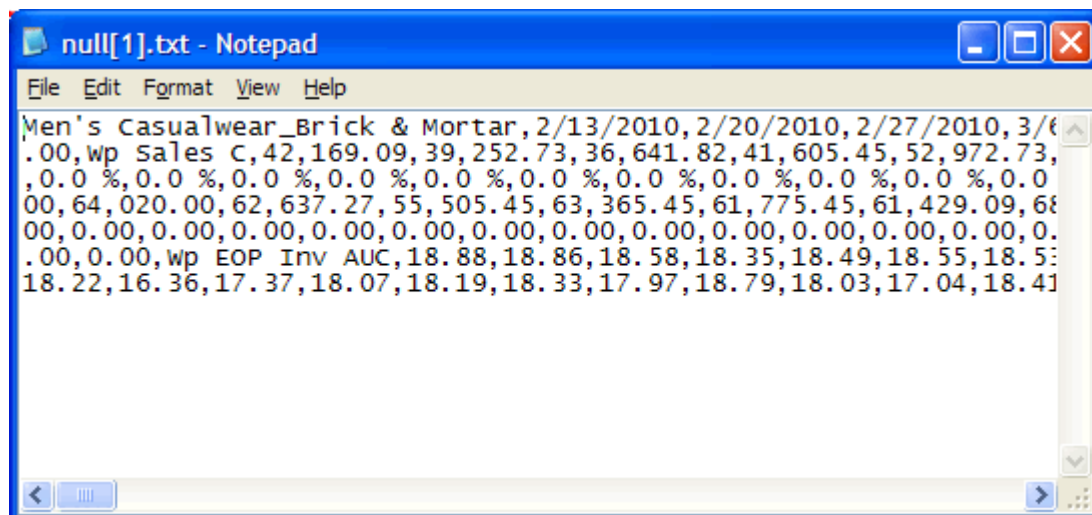 null[1].txt - Notepad
File Edit Format View Help
Men's Casualwear_Brick & Mortar,2/13/2010,2/20/2010,2/27/2010,3/6
.00,Wp Sales C,42,169.09,39,252.73,36,641.82,41,605.45,52,972.73,
,0.0 %,0.0 %,0.0 %,0.0 %,0.0 %,0.0 %,0.0 %,0.0 %,0.0 %,0.0
00,64,020.00,62,637.27,55,505.45,63,365.45,61,775.45,61,429.09,68
00,0.00,0.00,0.00,0.00,0.00,0.00,0.00,0.00,0.00,0.00,0.00,0.00,0.
.00,0.00,Wp EOP Inv AUC,18.88,18.86,18.58,18.35,18.49,18.55,18.53
18.22,16.36,17.37,18.07,18.19,18.33,17.97,18.79,18.03,17.04,18.41